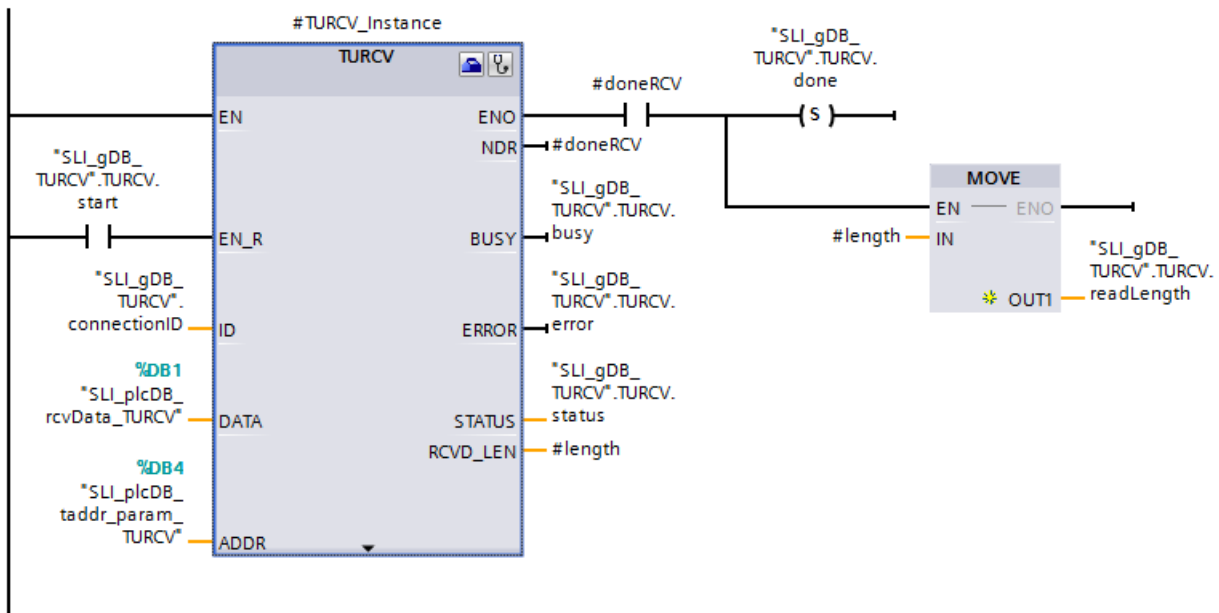 #TURCV_Instance
TURCV
EN
ENO
NDR
#doneRCV
"SLI_gDB_
TURCV".TURCV.
start
EN_R
BUSY
"SLI_gDB_
TURCV".TURCV.
busy
"SLI_gDB_
TURCV".
connectionID
ID
ERROR
"SLI_gDB_
TURCV".TURCV.
error
%DB1
"SLI_plcDB_
rcvData_TURCV"
DATA
STATUS
"SLI_gDB_
TURCV".TURCV.
status
RCVD_LEN
#length
%DB4
"SLI_plcDB_
taddr_param_
TURCV"
ADDR
#doneRCV
"SLI_gDB_
TURCV".TURCV.
done
S
MOVE
EN
ENO
#length
IN
OUT1
"SLI_gDB_
TURCV".TURCV.
readLength